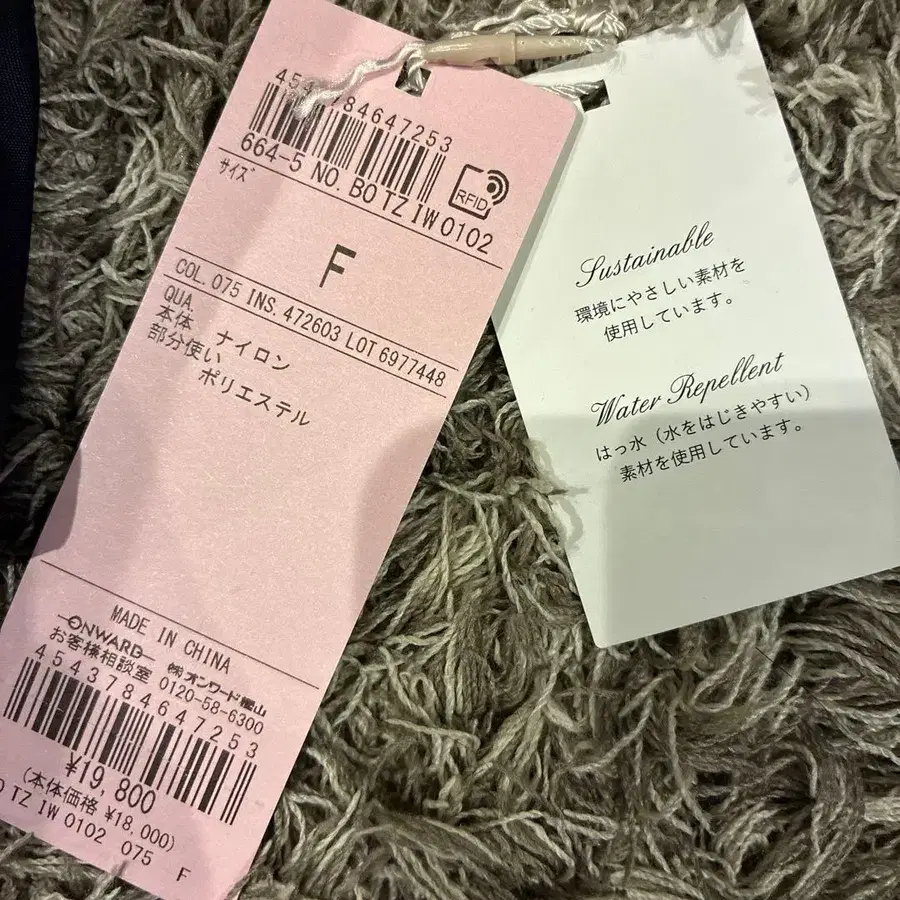 4543784647253
664-5 NO. BO TZ IW 0102
RFID
サイズ
F
COL. 075 INS. 472603 LOT 6977448
QUA.
本体 ナイロン
部分使い
ポリエステル
MADE IN CHINA
ONWARD ㈱オンワード樫山
お客様相談室 0120-58-6300
4543784647253
¥19,800
(本体価格 ¥18,000)
TZ IW 0102 075 F
Sustainable
環境にやさしい素材を
使用しています。
Water Repellent
はっ水（水をはじきやすい）
素材を使用しています。